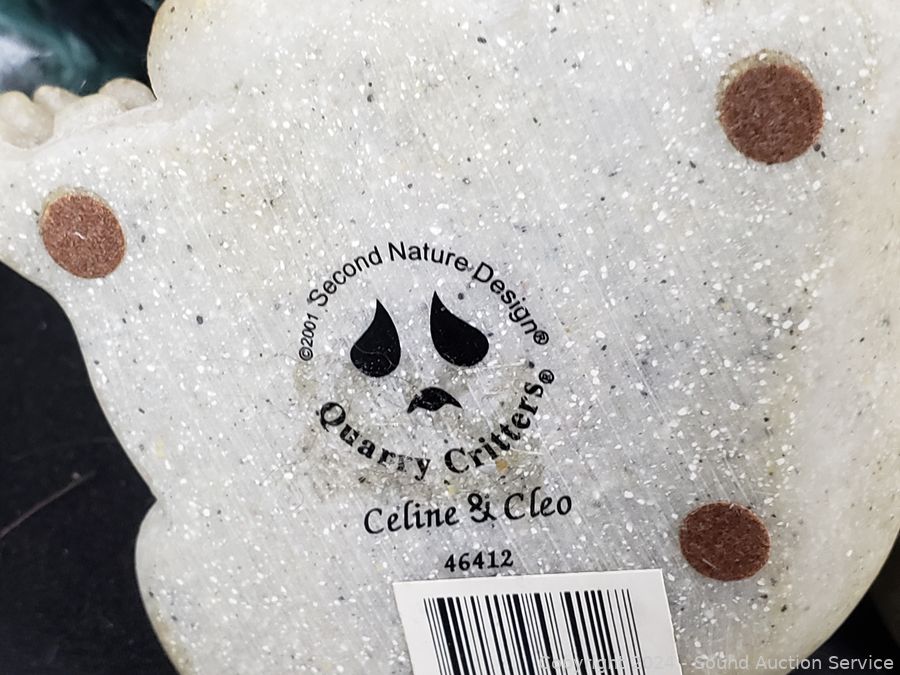 ©2001 Second Nature Design®
Quarry Critters®
Celine & Cleo
46412
Copyright 2024 - Sound Auction Service